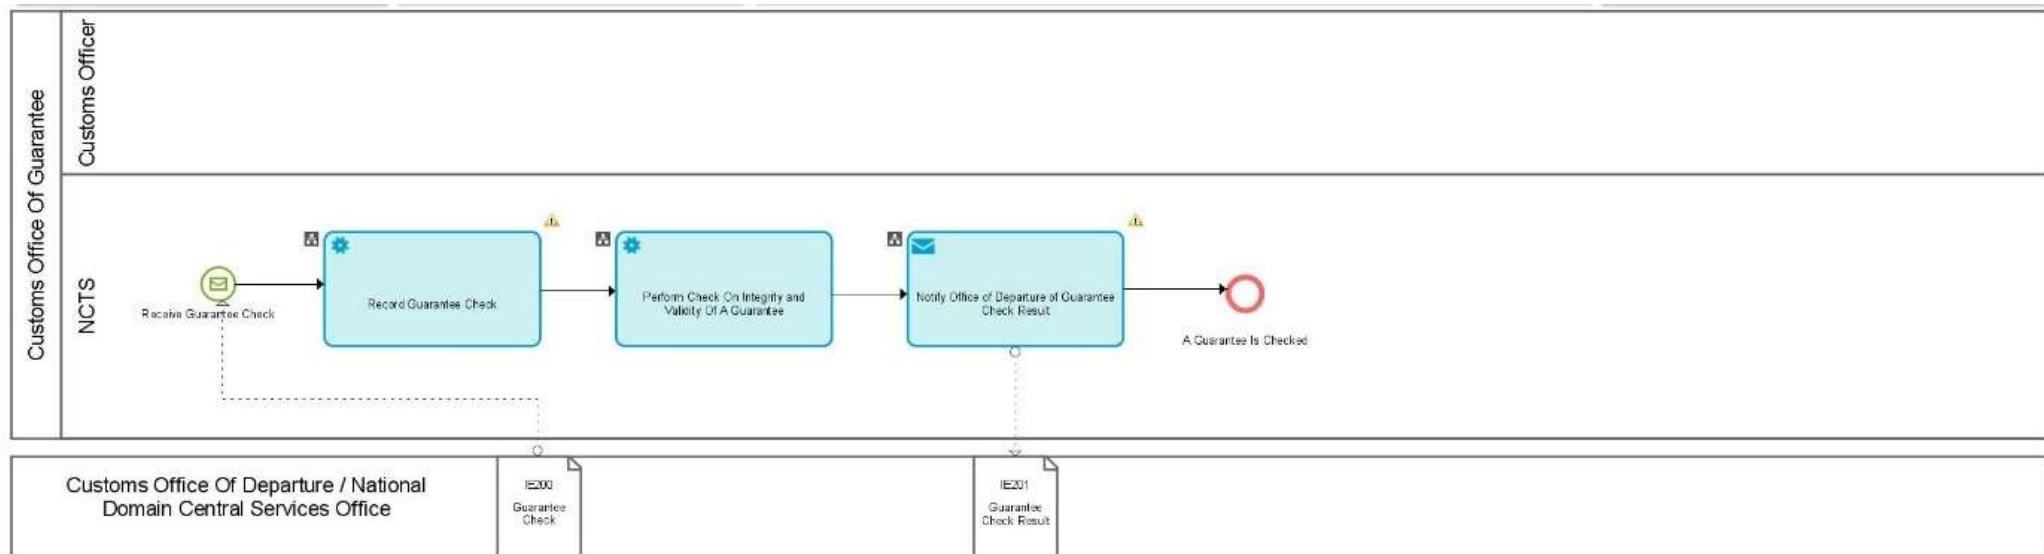 Customs Office Of Guarantee
Customs Officer
NCTS
Receive Guarantee Check
Record Guarantee Check
Perform Check On Integrity and
Validity Of A Guarantee
Notify Office of Departure of Guarantee
Check Result
A Guarantee Is Checked
Customs Office Of Departure / National
Domain Central Services Office
IE200
Guarantee
Check
IE201
Guarantee
Check Result